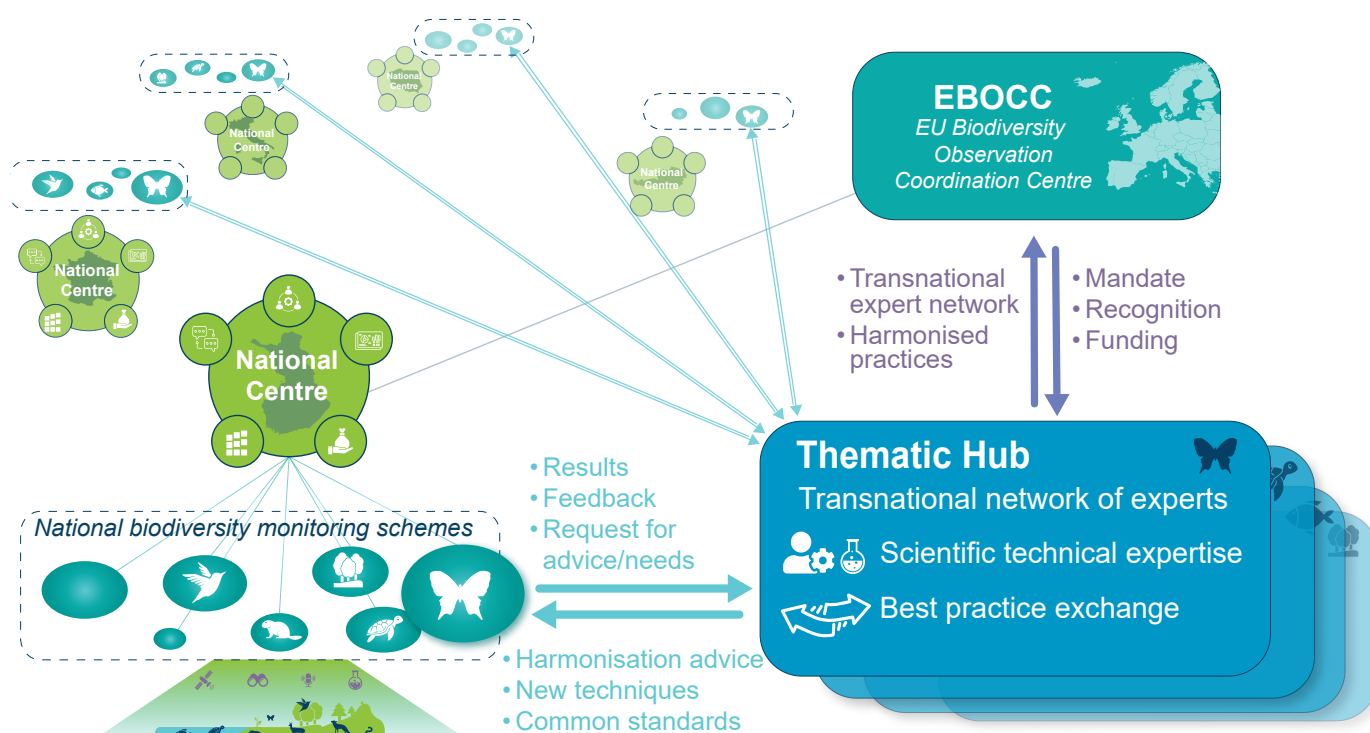 National
Centre
National
Centre
National
Centre
National
Centre
EBOCC
EU Biodiversity
Observation
Coordination Centre
• Transnational
expert network
• Harmonised
practices
• Mandate
• Recognition
• Funding
National
Centre
National biodiversity monitoring schemes
• Results
• Feedback
• Request for
advice/needs
• Harmonisation advice
• New techniques
• Common standards
Thematic Hub
Transnational network of experts
Scientific technical expertise
Best practice exchange